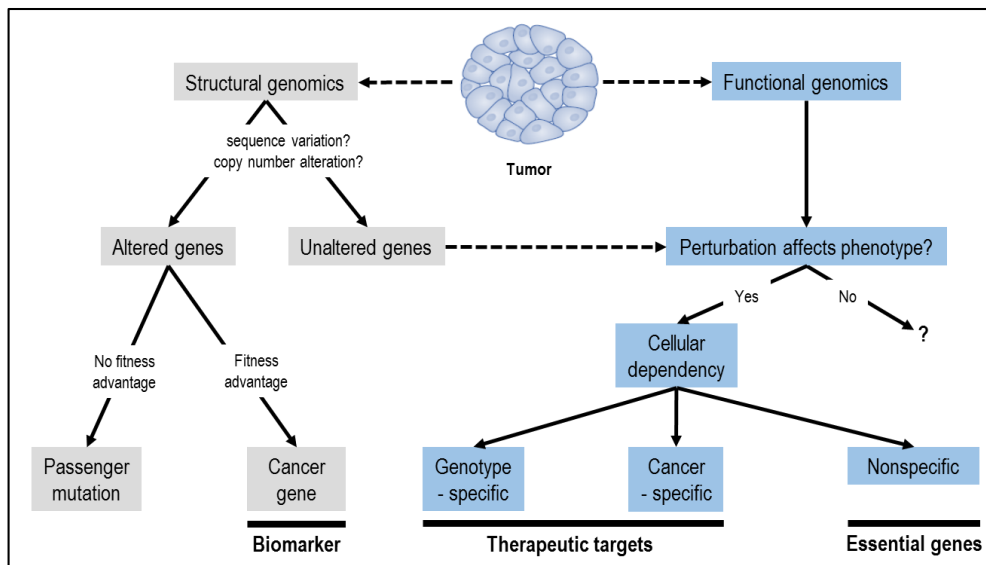 Structural genomics
Functional genomics
sequence variation?
copy number alteration?
Tumor
Altered genes
Unaltered genes
Perturbation affects phenotype?
Yes
No
?
Cellular
dependency
No fitness
advantage
Fitness
advantage
Passenger
mutation
Cancer
gene
Genotype
- specific
Cancer
- specific
Nonspecific
Biomarker
Therapeutic targets
Essential genes